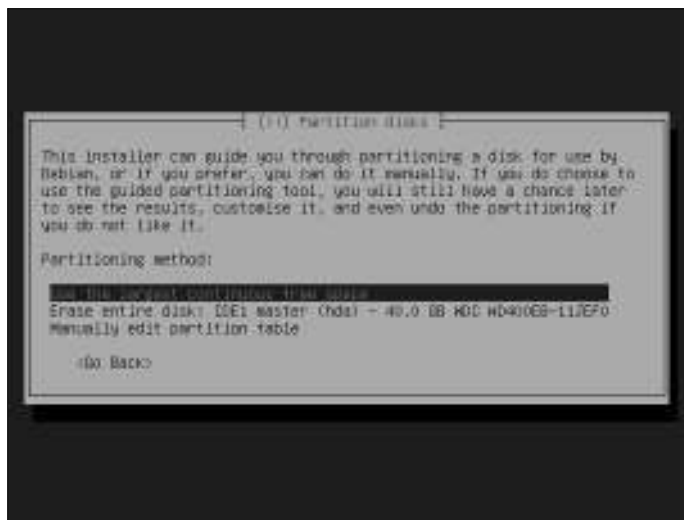 [!!] Partition disks
This installer can guide you through partitioning a disk for use by
Debian, or if you prefer, you can do it manually. If you do choose to
use the guided partitioning tool, you will still have a chance later
to see the results, customise it, and even undo the partitioning if
you do not like it.
Partitioning method:
Use the largest continuous free space
Erase entire disk: IDE1 master (hda) - 40.0 GB WDC WD400EB-11JEF0
Manually edit partition table
<Go Back>